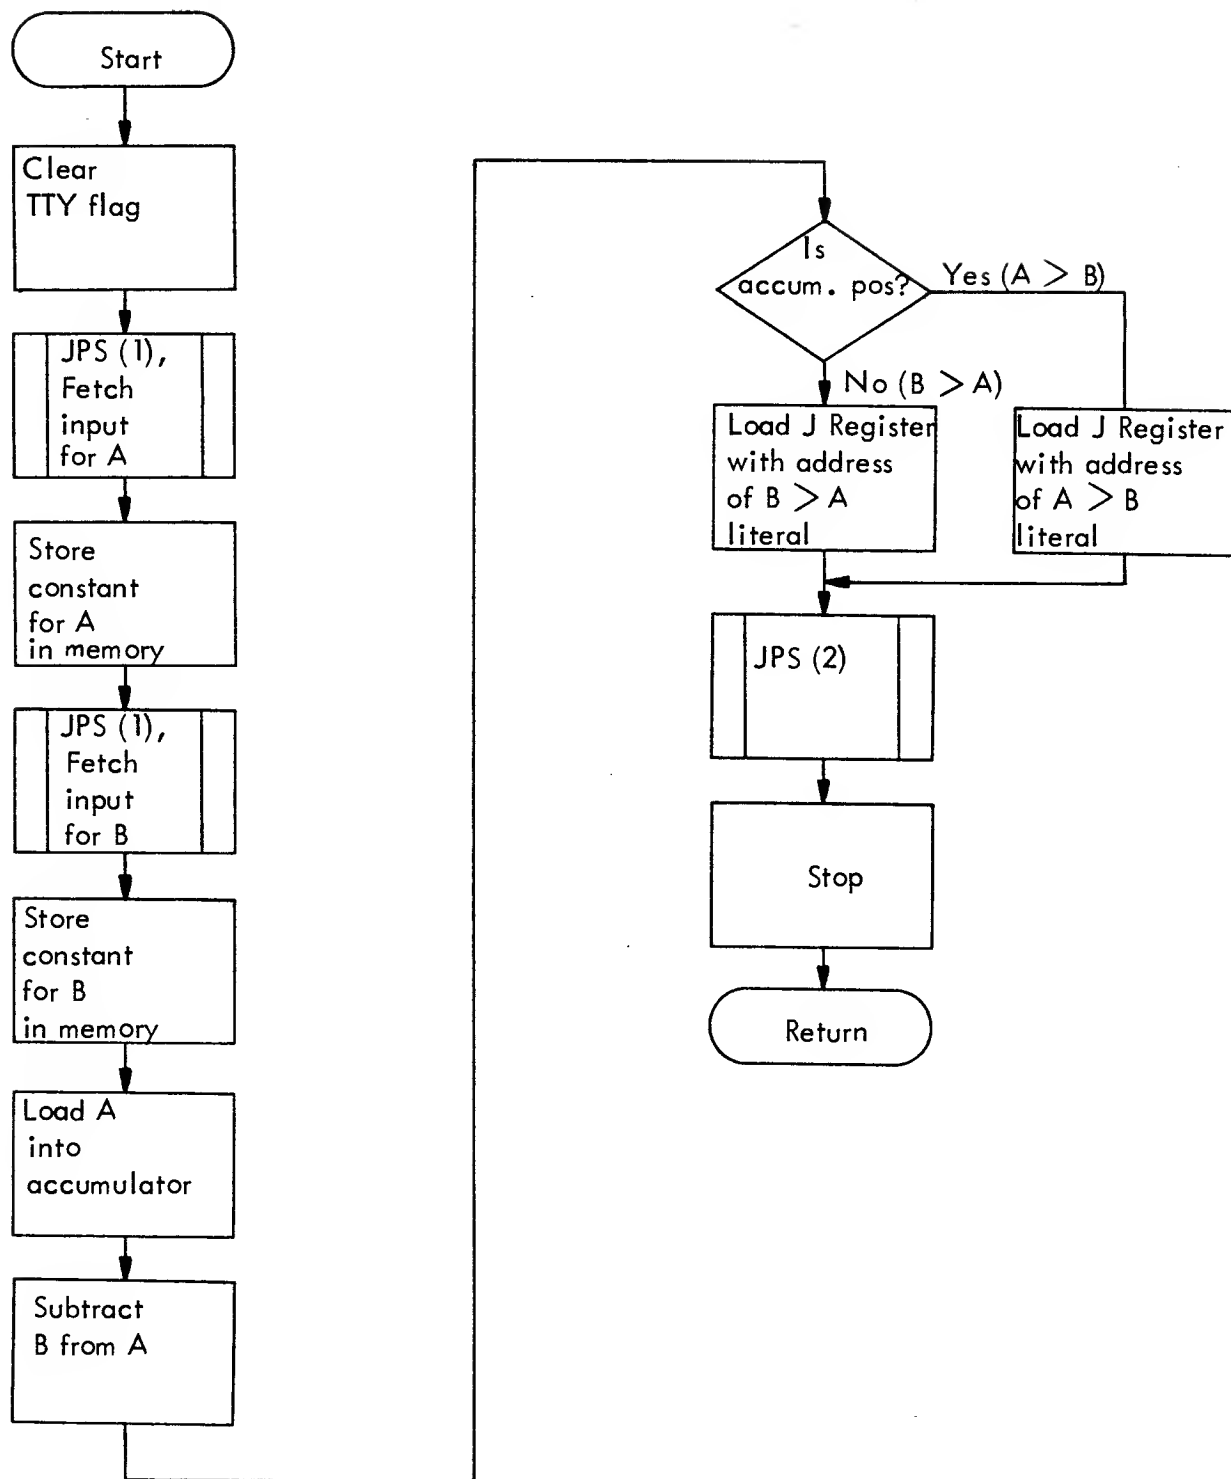 Start
Clear
TTY flag
JPS (1),
Fetch
input
for A
Store
constant
for A
in memory
JPS (1),
Fetch
input
for B
Store
constant
for B
in memory
Load A
into
accumulator
Subtract
B from A
Is
accum. pos?
Yes (A > B)
No (B > A)
Load J Register
with address
of B > A
literal
Load J Register
with address
of A > B
literal
JPS (2)
Stop
Return